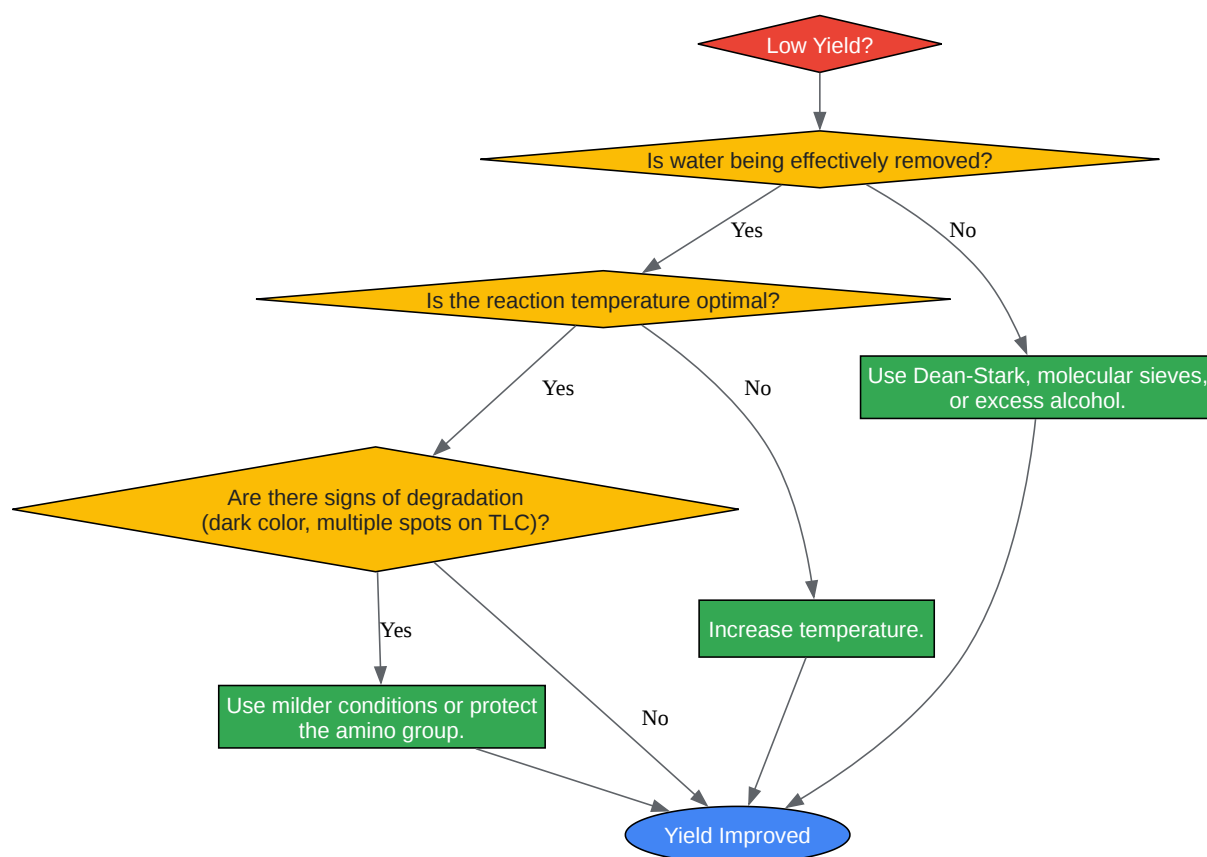 Low Yield?
Is water being effectively removed?
Yes
No
Is the reaction temperature optimal?
Use Dean-Stark, molecular sieves,
or excess alcohol.
Yes
No
Are there signs of degradation
(dark color, multiple spots on TLC)?
Increase temperature.
Yes
Use milder conditions or protect
the amino group.
No
Yield Improved